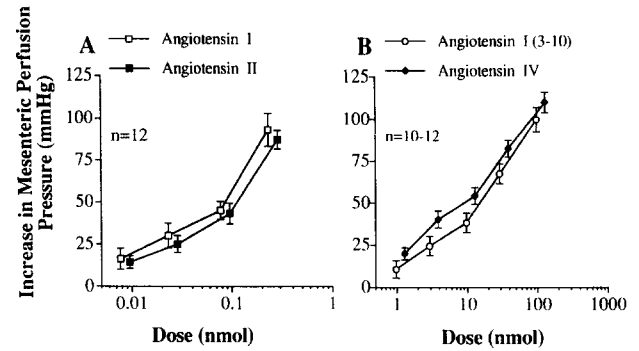 A
Angiotensin I
Angiotensin II
Increase in Mesenteric Perfusion
Pressure (mmHg)
125
100
75
50
25
0
n=12
0.01
0.1
1
Dose (nmol)
B
Angiotensin I (3-10)
Angiotensin IV
125
100
75
50
25
0
n=10-12
1
10
100
1000
Dose (nmol)